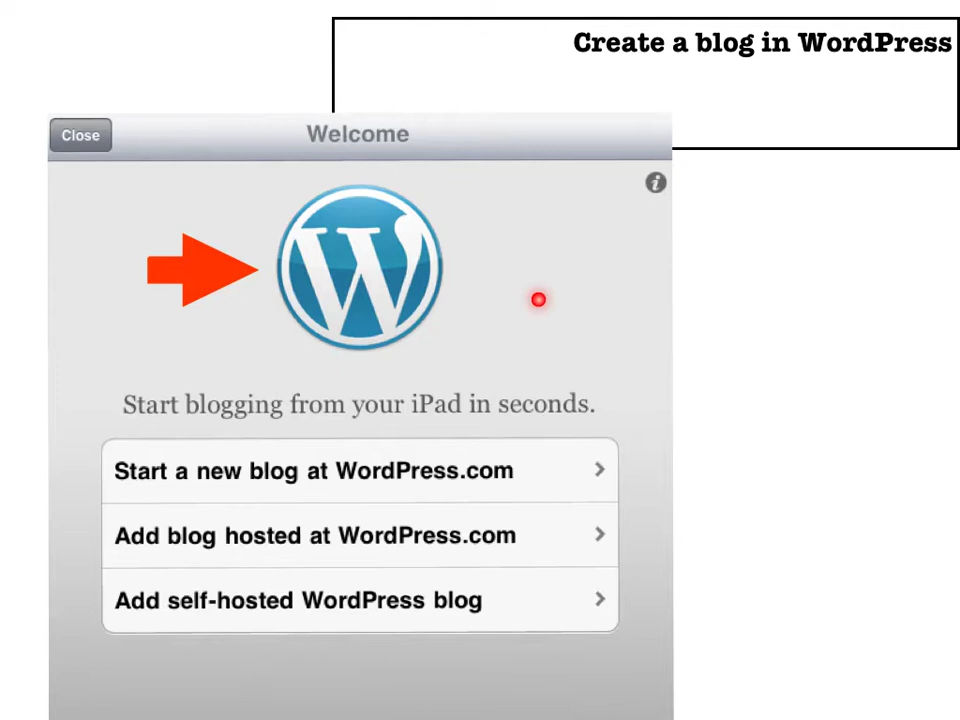 Create a blog in WordPress
Close
Welcome
i
W
Start blogging from your iPad in seconds.
Start a new blog at WordPress.com
Add blog hosted at WordPress.com
Add self-hosted WordPress blog